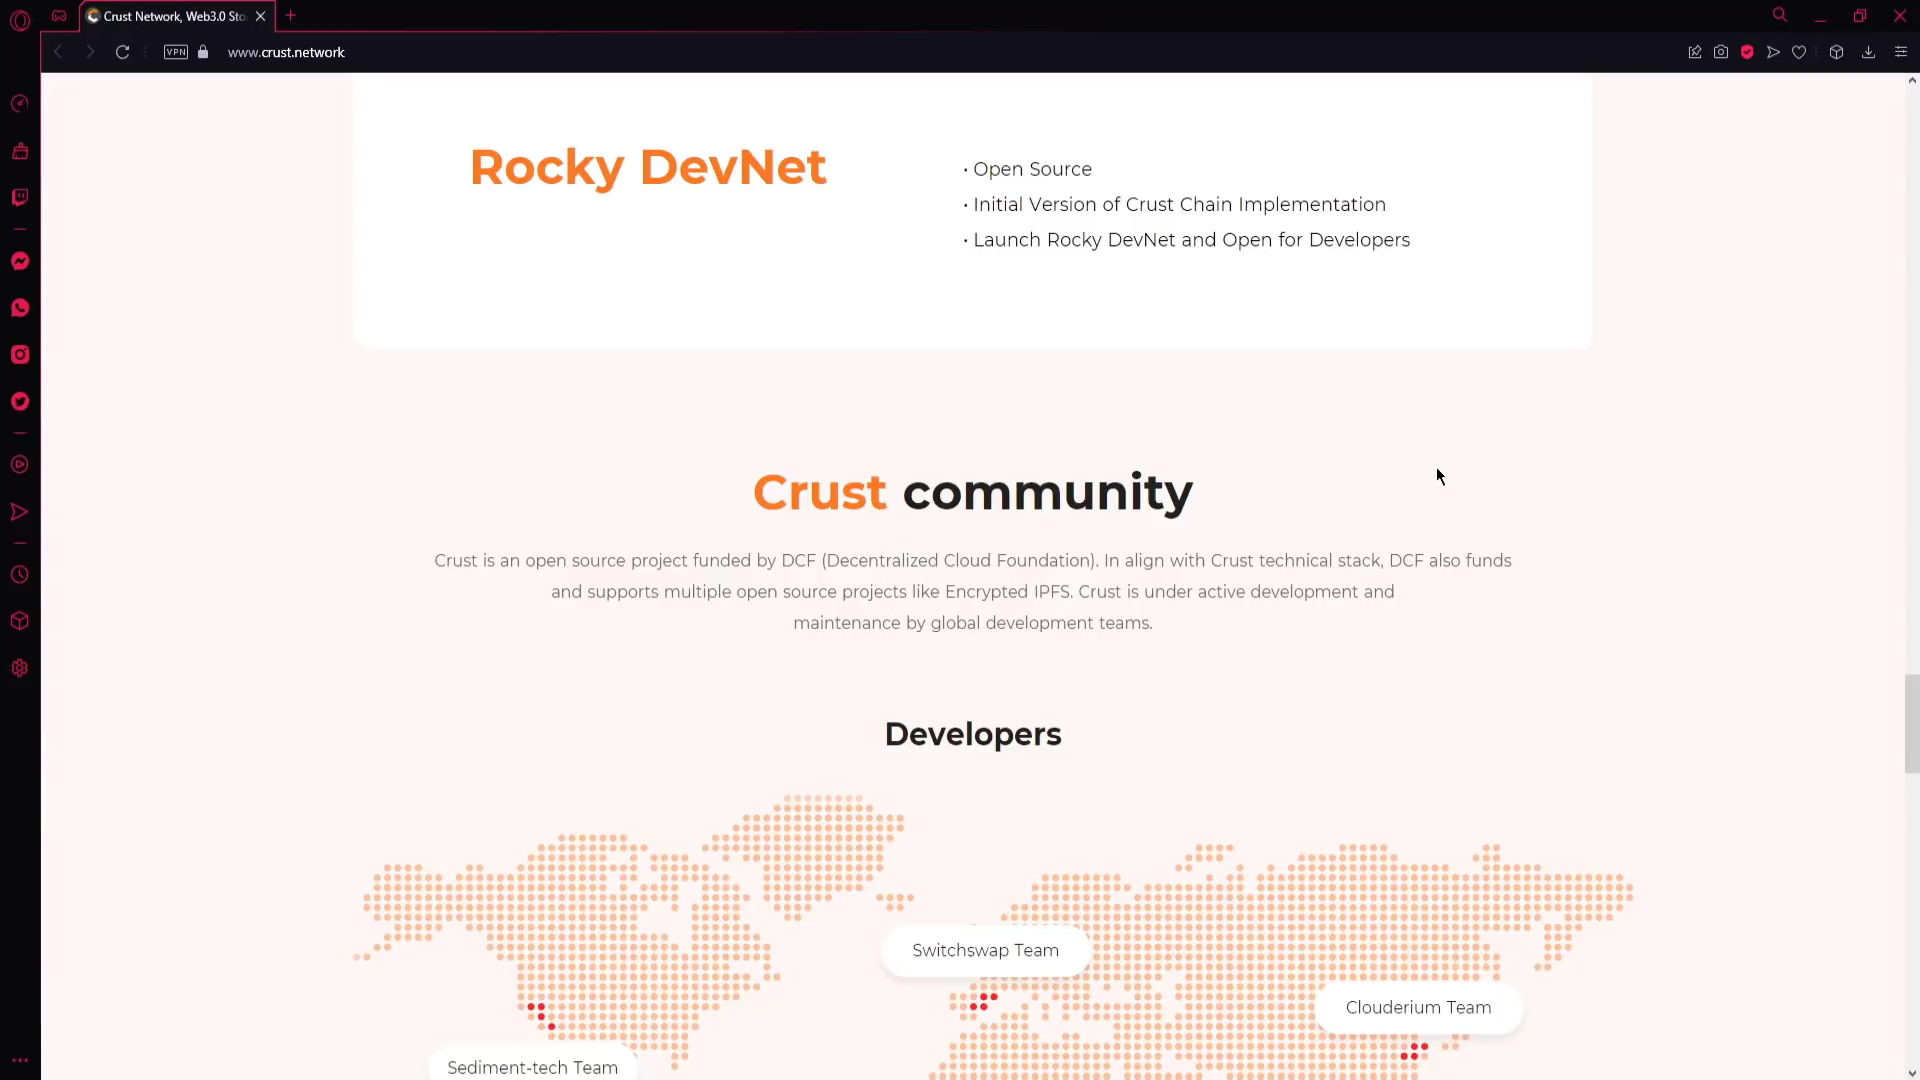 Crust Network, Web3.0 Sto
VPN
www.crust.network
Rocky DevNet
• Open Source
• Initial Version of Crust Chain Implementation
• Launch Rocky DevNet and Open for Developers
Crust community
Crust is an open source project funded by DCF (Decentralized Cloud Foundation). In align with Crust technical stack, DCF also funds
and supports multiple open source projects like Encrypted IPFS. Crust is under active development and
maintenance by global development teams.
Developers
Switchswap Team
Clouderium Team
Sediment-tech Team